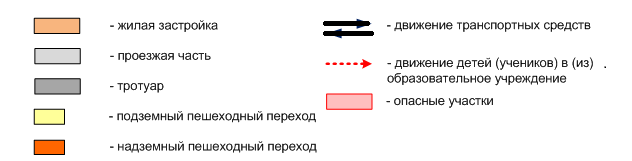 - жилая застройка
- проезжая часть
- тротуар
- подземный пешеходный переход
- надземный пешеходный переход
- движение транспортных средств
- движение детей (учеников) в (из) .
образовательное учреждение
- опасные участки